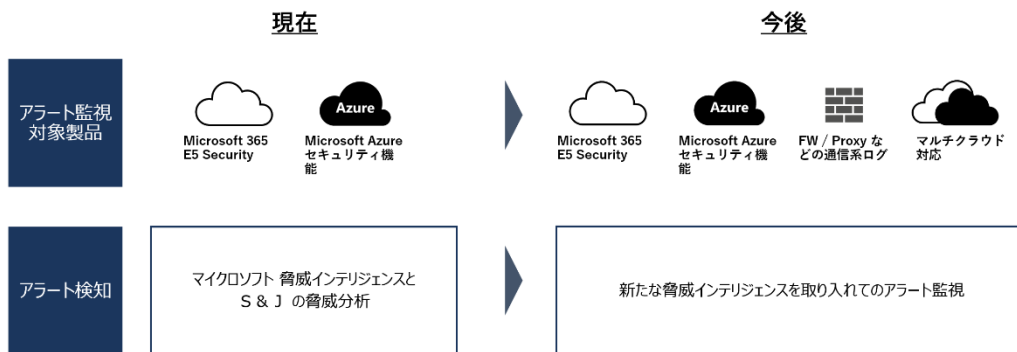 現在
今後
アラート監視
対象製品
Azure
Microsoft 365
E5 Security
Microsoft Azure
セキュリティ機
能
Microsoft 365
E5 Security
Azure
Microsoft Azure
セキュリティ機
能
FW / Proxy な
どの通信系ログ
マルチクラウド
対応
アラート検知
マイクロソフト 脅威インテリジェンスと
S & J の脅威分析
新たな脅威インテリジェンスを取り入れてのアラート監視